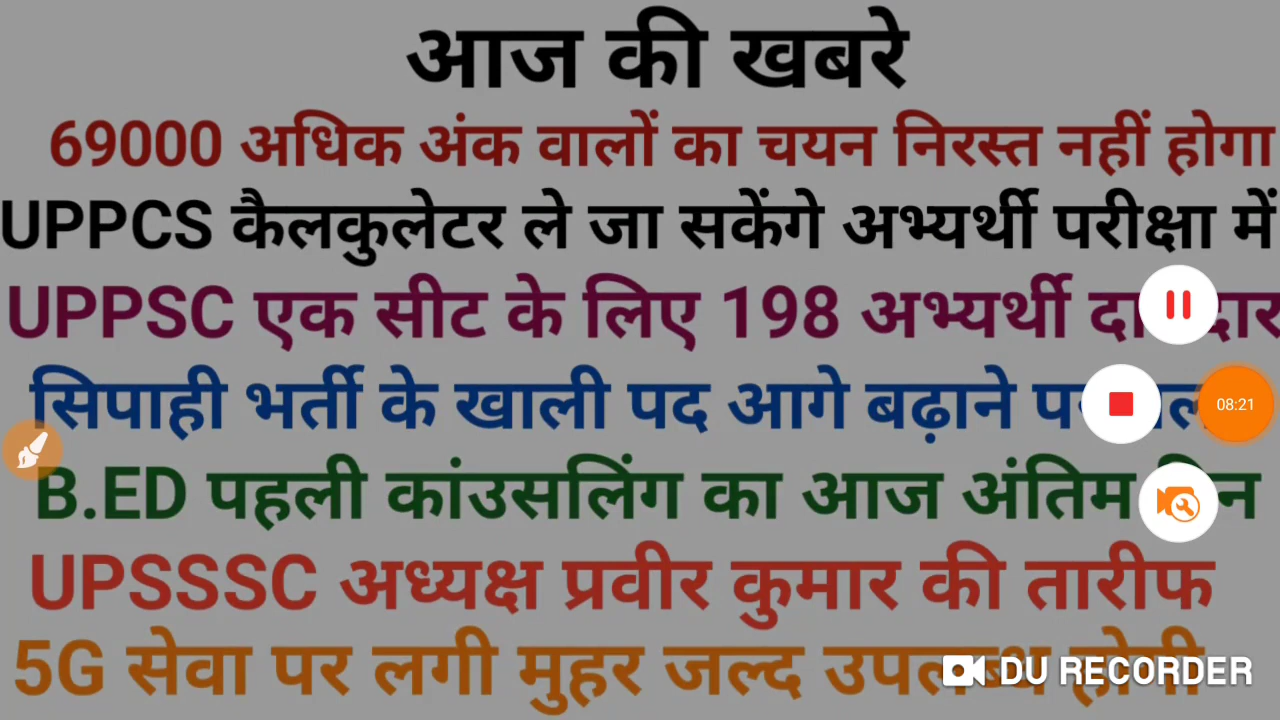 आज की खबरे
69000 अधिक अंक वालों का चयन निरस्त नहीं होगा
UPPCS कैलकुलेटर ले जा सकेंगे अभ्यर्थी परीक्षा में
UPPSC एक सीट के लिए 198 अभ्यर्थी
सिपाही भर्ती के खाली पद आगे बढ़ाने
08:21
B.ED पहली कांउसलिंग का आज अंतिम
UPSSSC अध्यक्ष प्रवीर कुमार की तारीफ
5G सेवा पर लगी मुहर जल्द उपलब्ध होगी
DU RECORDER